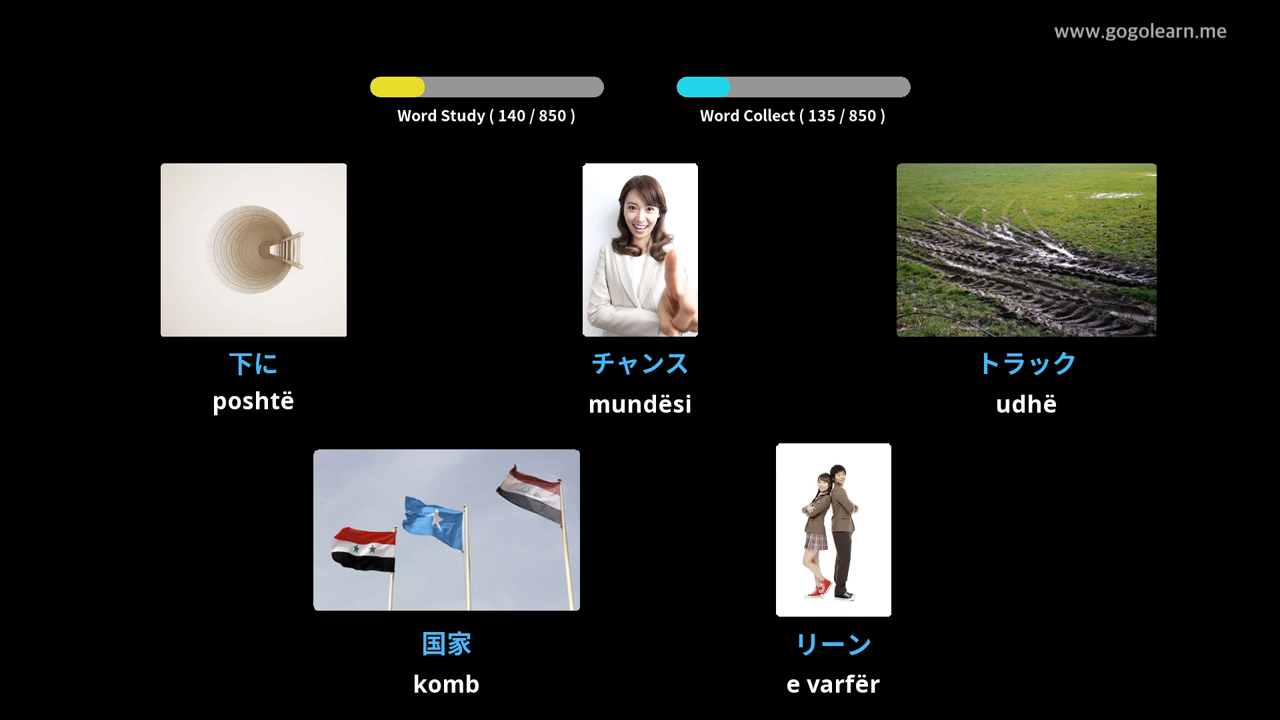 www.gogolearn.me
Word Study ( 140 / 850 )
Word Collect ( 135 / 850 )
下に
poshtë
チャンス
mundësi
トラック
udhë
国家
komb
リーン
e varfër